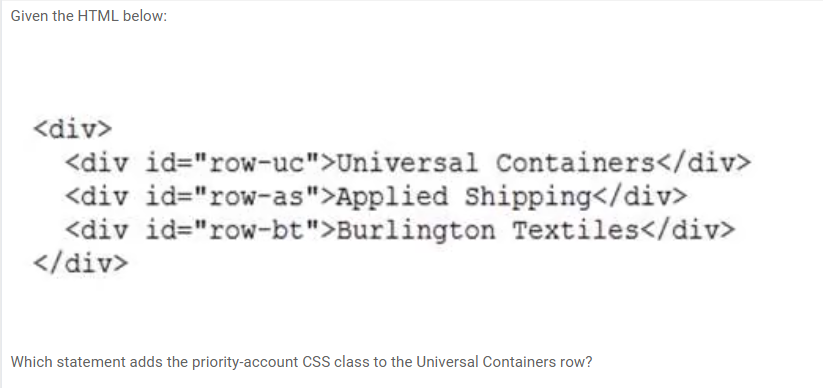 Given the HTML below:
<div>
<div id="row-uc">Universal Containers</div>
<div id="row-as">Applied Shipping</div>
<div id="row-bt">Burlington Textiles</div>
</div>
Which statement adds the priority-account CSS class to the Universal Containers row?